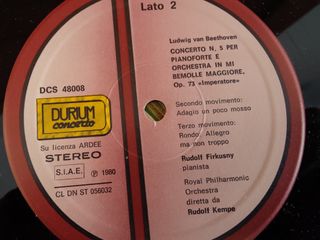 Lato 2
DCS 48008
DURIUM
concerto
Su licenza ARDEE
STEREO
S.I.A.E. Ⓟ 1980
CL DN ST 056032
Ludwig van Beethoven
CONCERTO N. 5 PER
PIANOFORTE E
ORCHESTRA IN MI
BEMOLLE MAGGIORE,
Op. 73 «Imperatore»
Secondo movimento:
Adagio un poco mosso
Terzo movimento:
Rondo: Allegro
ma non troppo
Rudolf Firkusny
pianista
Royal Philharmonic
Orchestra
diretta da
Rudolf Kempe